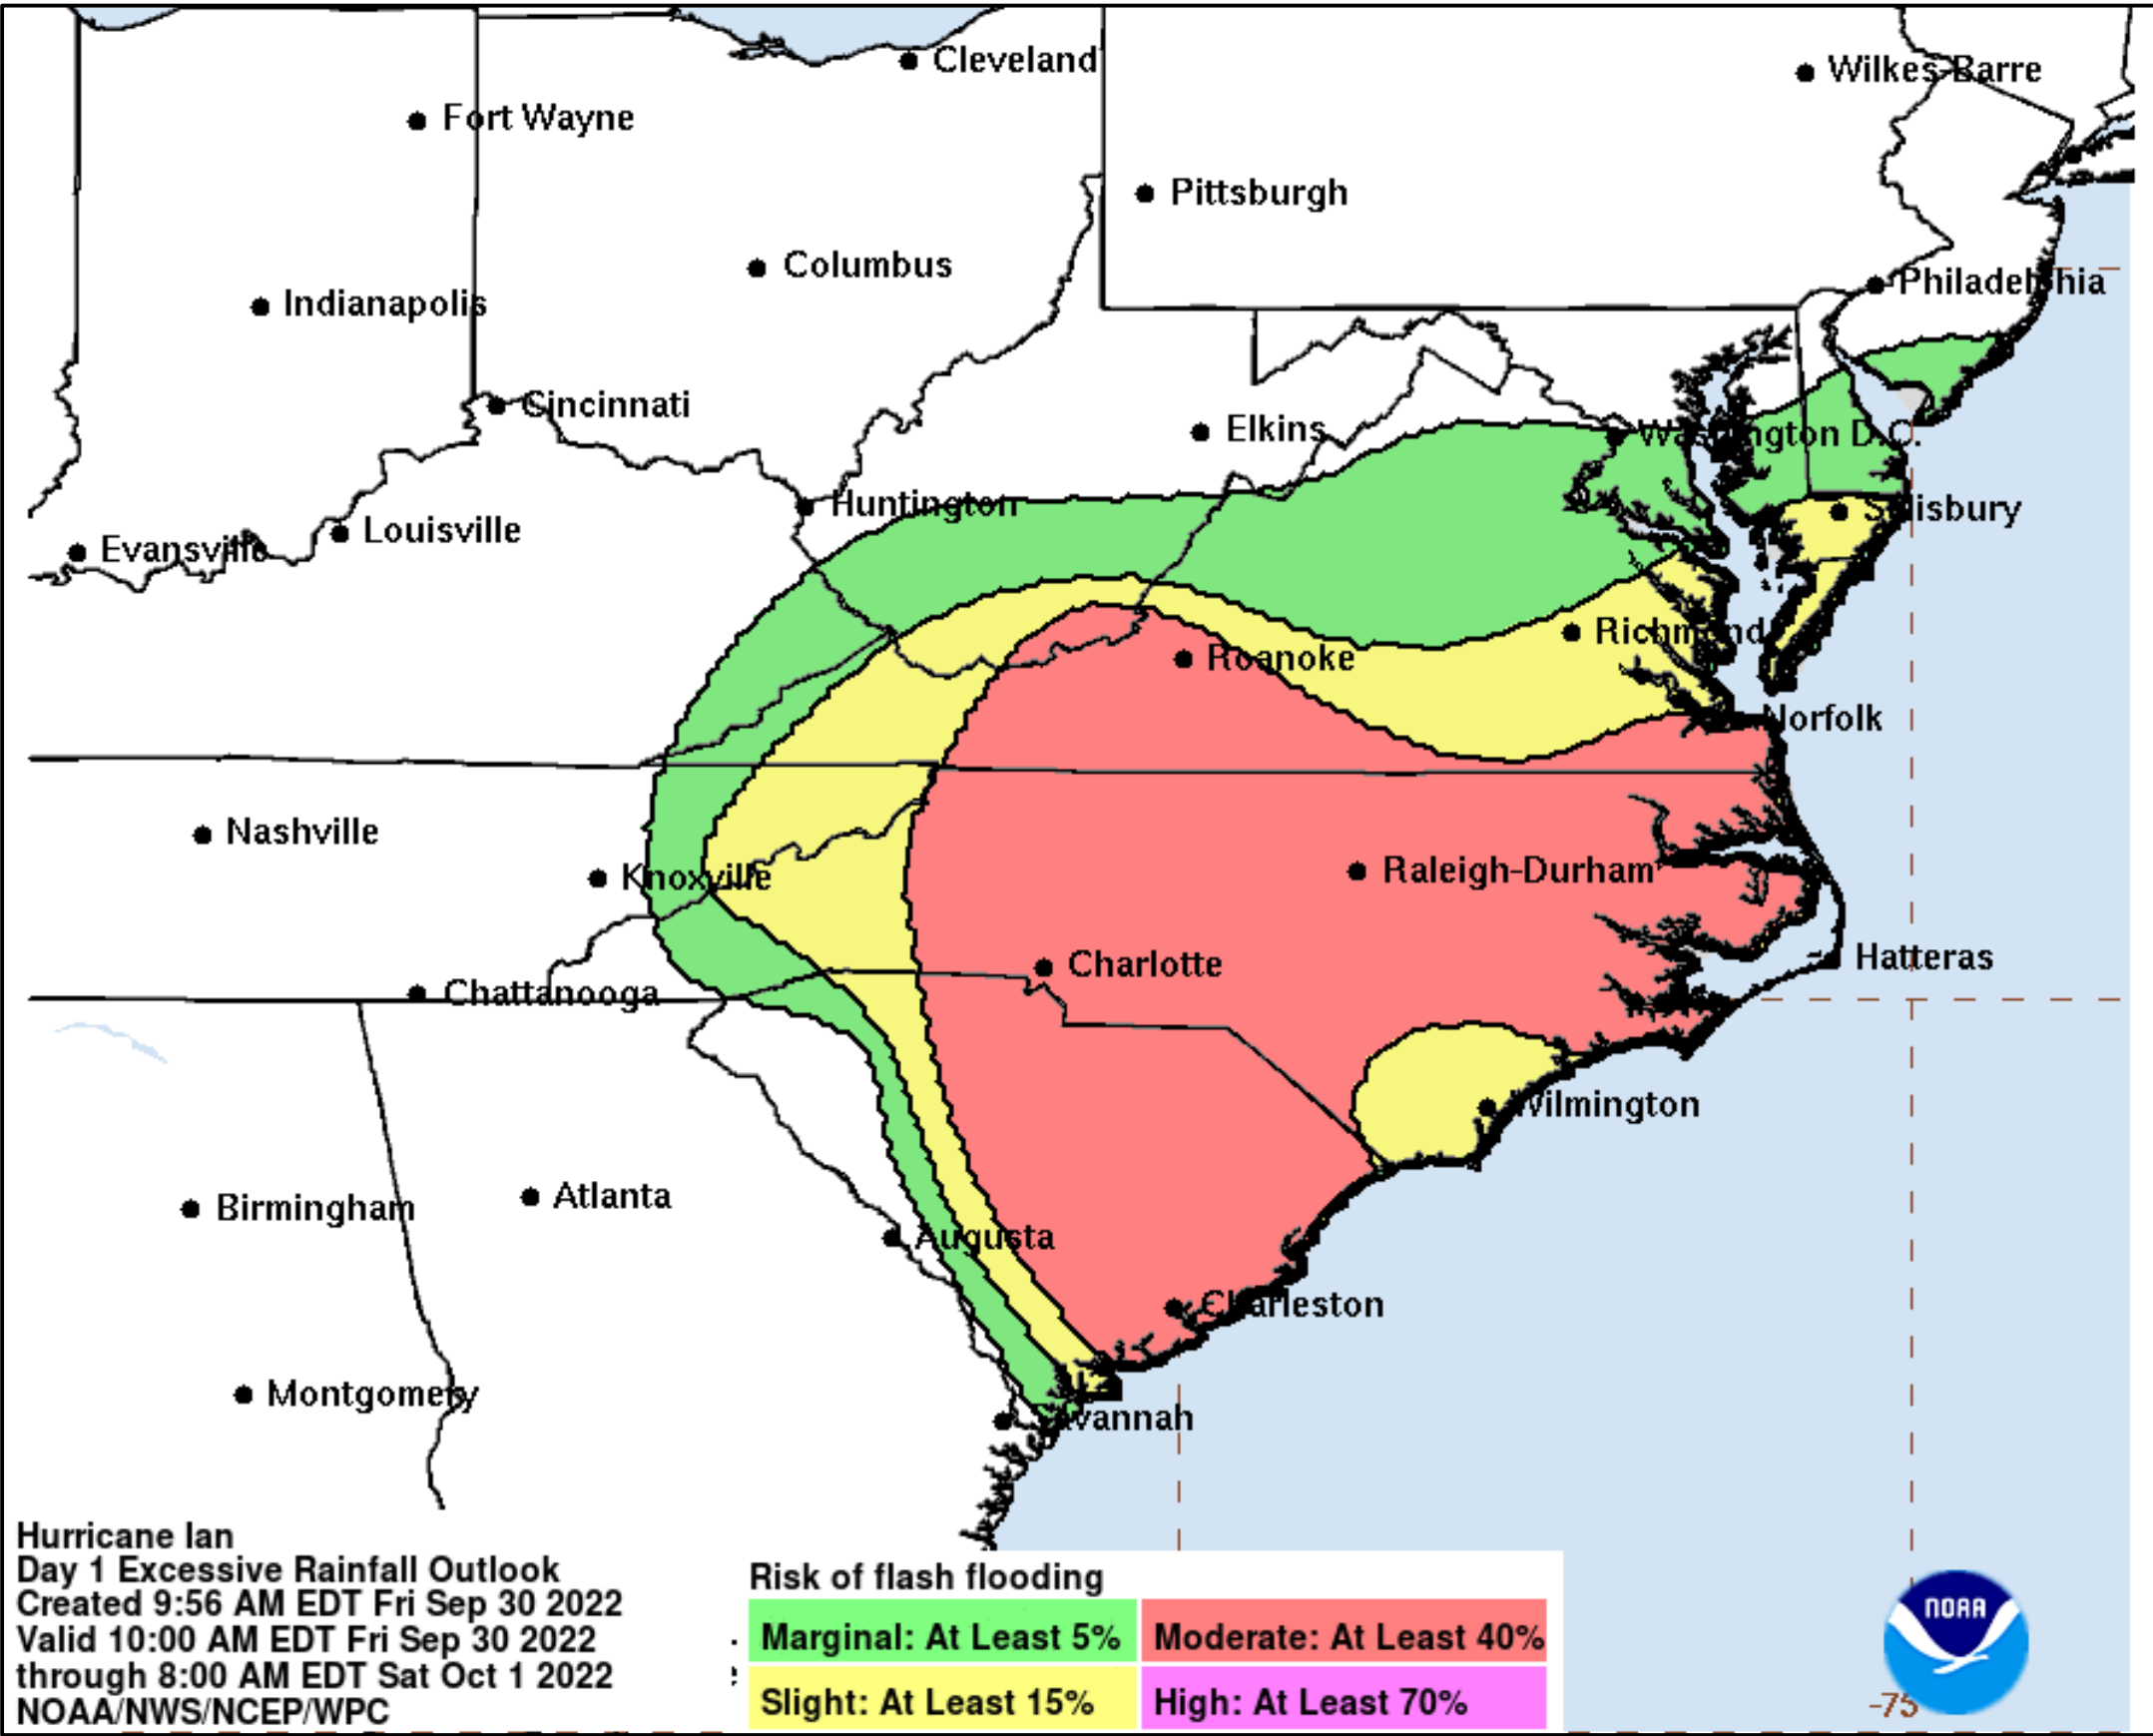 Cleveland
Wilkes-Barre
Fort Wayne
Pittsburgh
Columbus
Philadelphia
Indianapolis
Cincinnati
Elkins
Washington D.C.
Huntington
Salisbury
Louisville
Evansville
Richmond
Roanoke
Norfolk
Nashville
Knoxville
Raleigh-Durham
Hatteras
Charlotte
Chattanooga
Wilmington
Atlanta
Birmingham
Augusta
Charleston
Montgomery
Savannah
Hurricane Ian
Day 1 Excessive Rainfall Outlook
Created 9:56 AM EDT Fri Sep 30 2022
Valid 10:00 AM EDT Fri Sep 30 2022
through 8:00 AM EDT Sat Oct 1 2022
NOAA/NWS/NCEP/WPC
Risk of flash flooding
Marginal: At Least 5%
Moderate: At Least 40%
Slight: At Least 15%
High: At Least 70%
NOAA
-75